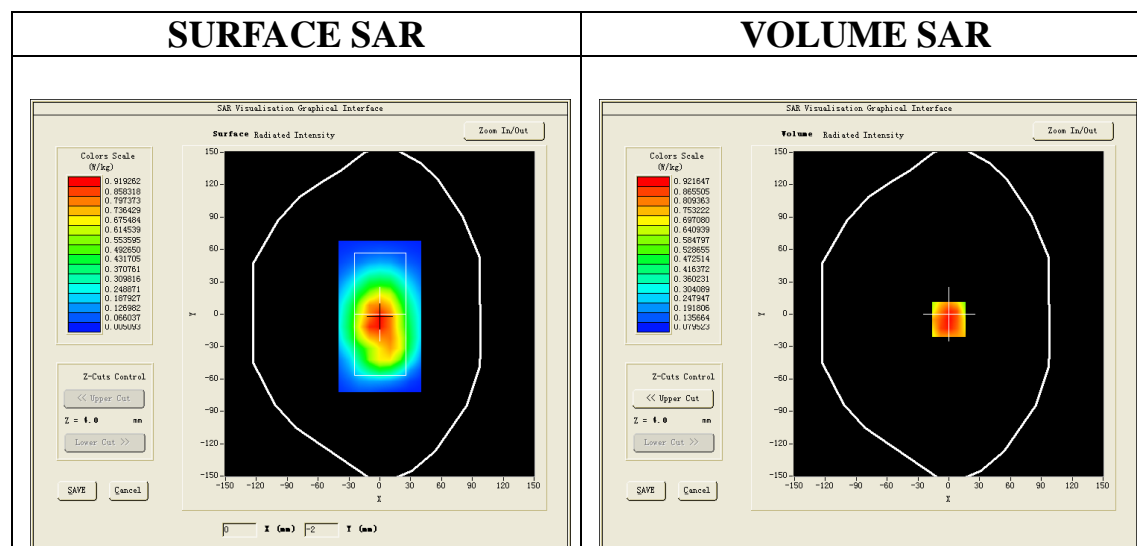 SURFACE SAR
VOLUME SAR
SAR Visualisation Graphical Interface
Surface Radiated Intensity
Zoom In/Out
Colors Scale
(W/kg)
0.919262
0.858318
0.797373
0.736429
0.675484
0.614539
0.553595
0.492650
0.431705
0.370761
0.309816
0.248871
0.187927
0.126982
0.066037
0.005093
150
120
90
60
30
0
-30
-60
-90
-120
-150
Y
-150 -120 -90 -60 -30 0 30 60 90 120 150
X
Z-Cuts Control
<< Upper Cut
Z = 4.0 mm
Lower Cut >>
SAVE
Cancel
0 X (mm) -2 Y (mm)
SAR Visualisation Graphical Interface
Volume Radiated Intensity
Zoom In/Out
Colors Scale
(W/kg)
0.921647
0.865505
0.809363
0.753222
0.697080
0.640939
0.584797
0.528655
0.472514
0.416372
0.360231
0.304089
0.247947
0.191806
0.135664
0.079523
150
120
90
60
30
0
-30
-60
-90
-120
-150
Y
-150 -120 -90 -60 -30 0 30 60 90 120 150
X
Z-Cuts Control
<< Upper Cut
Z = 4.0 mm
Lower Cut >>
SAVE
Cancel